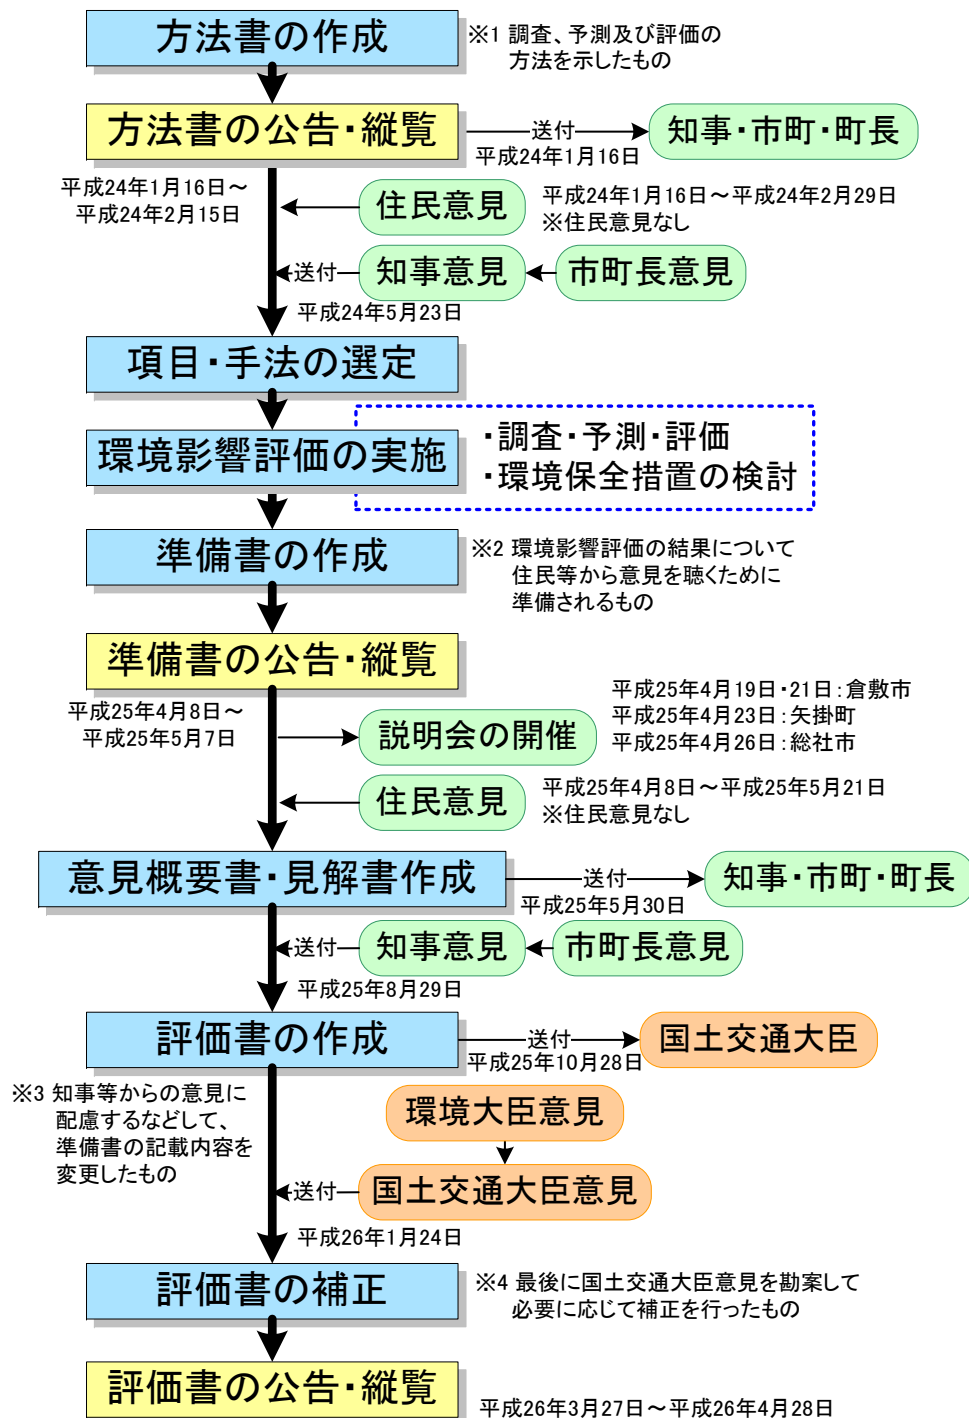 方法書の作成
※1 調査、予測及び評価の
方法を示したもの
方法書の公告・縦覧
送付
平成24年1月16日
知事・市町・町長
平成24年1月16日～
平成24年2月15日
住民意見
平成24年1月16日～平成24年2月29日
※住民意見なし
送付
知事意見
市町長意見
平成24年5月23日
項目・手法の選定
環境影響評価の実施
・調査・予測・評価
・環境保全措置の検討
準備書の作成
※2 環境影響評価の結果について
住民等から意見を聴くために
準備されるもの
準備書の公告・縦覧
平成25年4月8日～
平成25年5月7日
説明会の開催
平成25年4月19日・21日：倉敷市
平成25年4月23日：矢掛町
平成25年4月26日：総社市
住民意見
平成25年4月8日～平成25年5月21日
※住民意見なし
意見概要書・見解書作成
送付
平成25年5月30日
知事・市町・町長
送付
知事意見
市町長意見
平成25年8月29日
評価書の作成
送付
平成25年10月28日
国土交通大臣
※3 知事等からの意見に
配慮するなどして、
準備書の記載内容を
変更したもの
環境大臣意見
送付
国土交通大臣意見
平成26年1月24日
評価書の補正
※4 最後に国土交通大臣意見を勘案して
必要に応じて補正を行ったもの
評価書の公告・縦覧
平成26年3月27日～平成26年4月28日